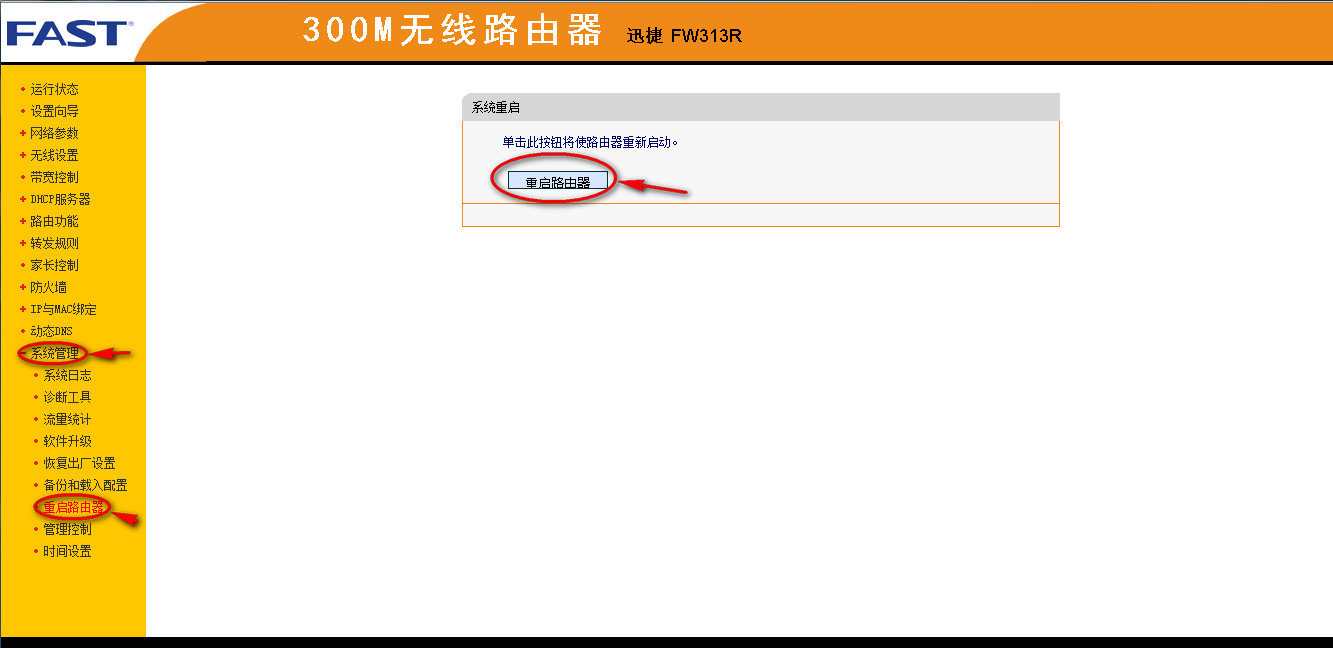 FAST®
300M无线路由器 迅捷 FW313R
运行状态
设置向导
网络参数
无线设置
带宽控制
DHCP服务器
路由功能
转发规则
家长控制
防火墙
IP与MAC绑定
动态DNS
系统管理
系统日志
诊断工具
流量统计
软件升级
恢复出厂设置
备份和载入配置
重启路由器
管理控制
时间设置
系统重启
单击此按钮将使路由器重新启动。
重启路由器